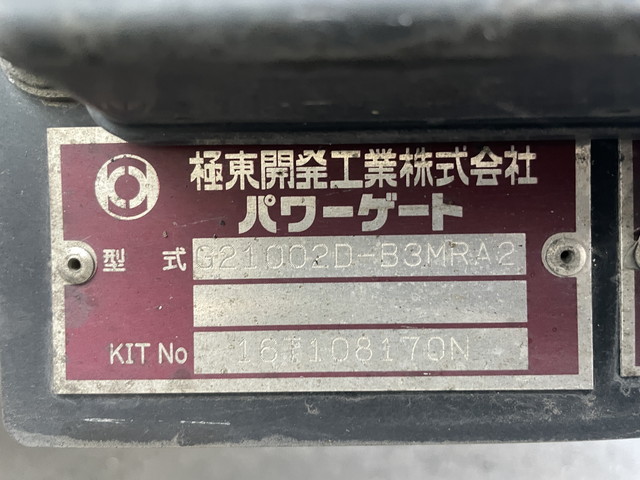 極東開発工業株式会社
パワーゲート
型 式 G21002D-B3MRA2
KIT No